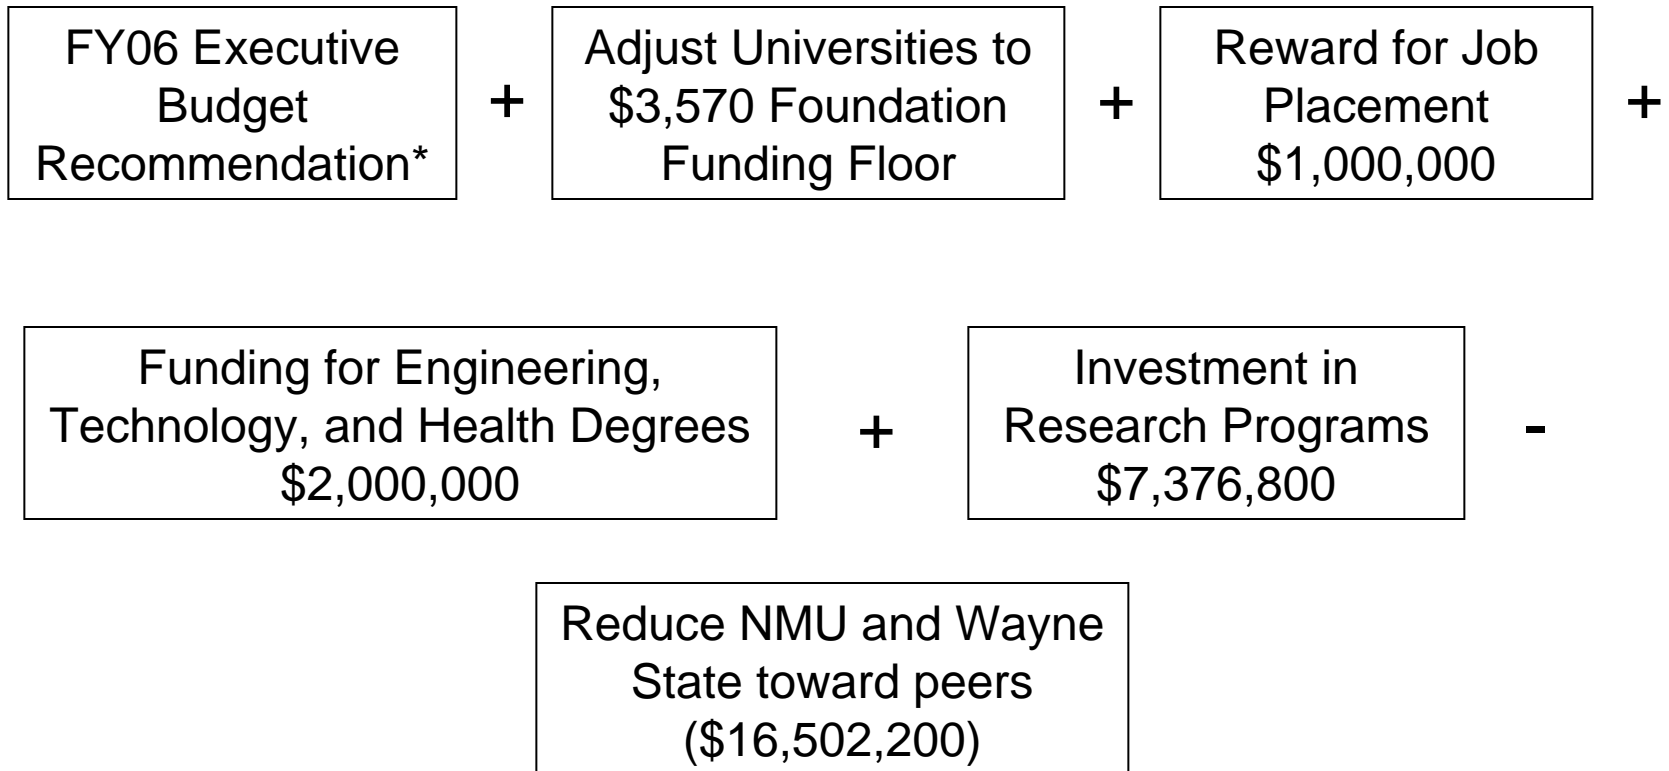 FY06 Executive
Budget
Recommendation*
+
Adjust Universities to
$3,570 Foundation
Funding Floor
+
Reward for Job
Placement
$1,000,000
+
Funding for Engineering,
Technology, and Health Degrees
$2,000,000
+
Investment in
Research Programs
$7,376,800
-
Reduce NMU and Wayne
State toward peers
($16,502,200)